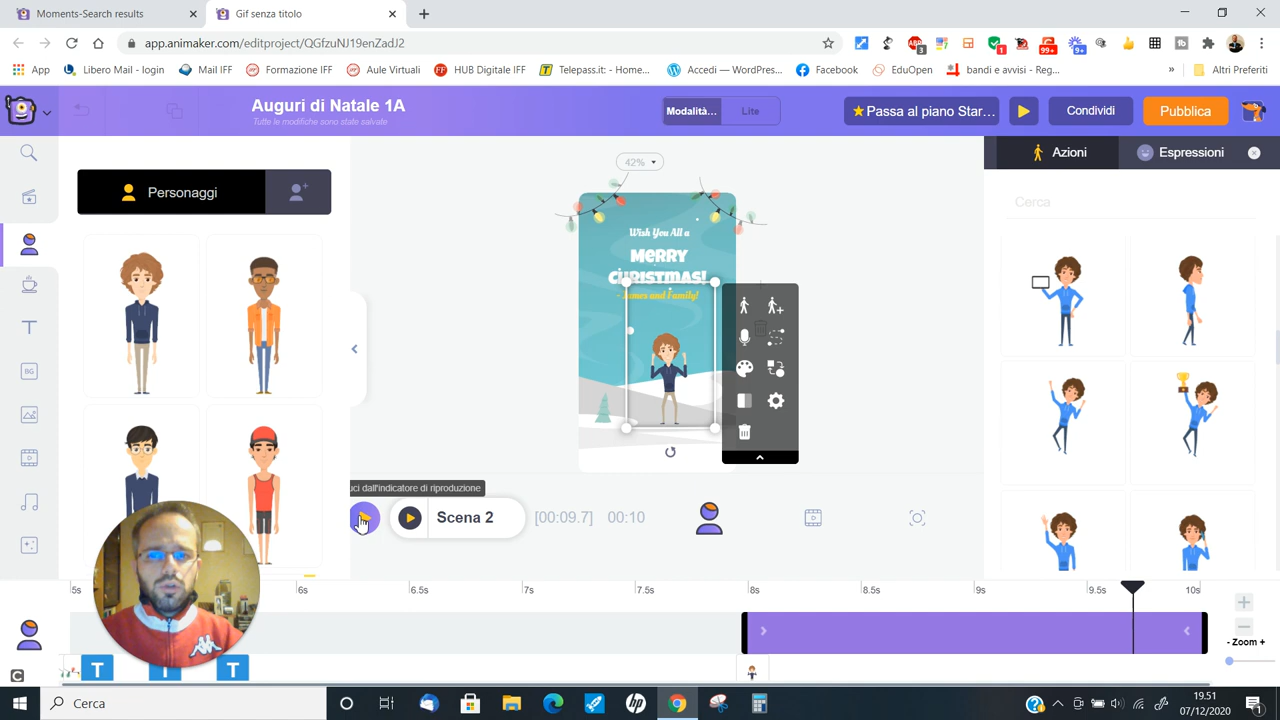 Moments-Search results
Gif senza titolo
app.animaker.com/editproject/QGfzuNJ19enZadJ2
App
Libero Mail - login
Mail IFF
Formazione IFF
Aule Virtuali
HUB Digitale IFF
Telepass.it: - Home...
Accedi — WordPres...
Facebook
EduOpen
bandi e avvisi - Reg...
»
Altri Preferiti
Auguri di Natale 1A
Tutte le modifiche sono state salvate
Modalità...
Lite
Passa al piano Star...
Condividi
Pubblica
Personaggi
42%
Azioni
Espressioni
Cerca
Wish You All a
MERRY
CHRISTMAS!
- James and Family!
T
BG
uci dall'indicatore di riproduzione
Scena 2
[00:09.7]
00:10
5s
6s
6.5s
7s
7.5s
8s
8.5s
9s
9.5s
10s
- Zoom +
T
T
T
Cerca
19.51
07/12/2020